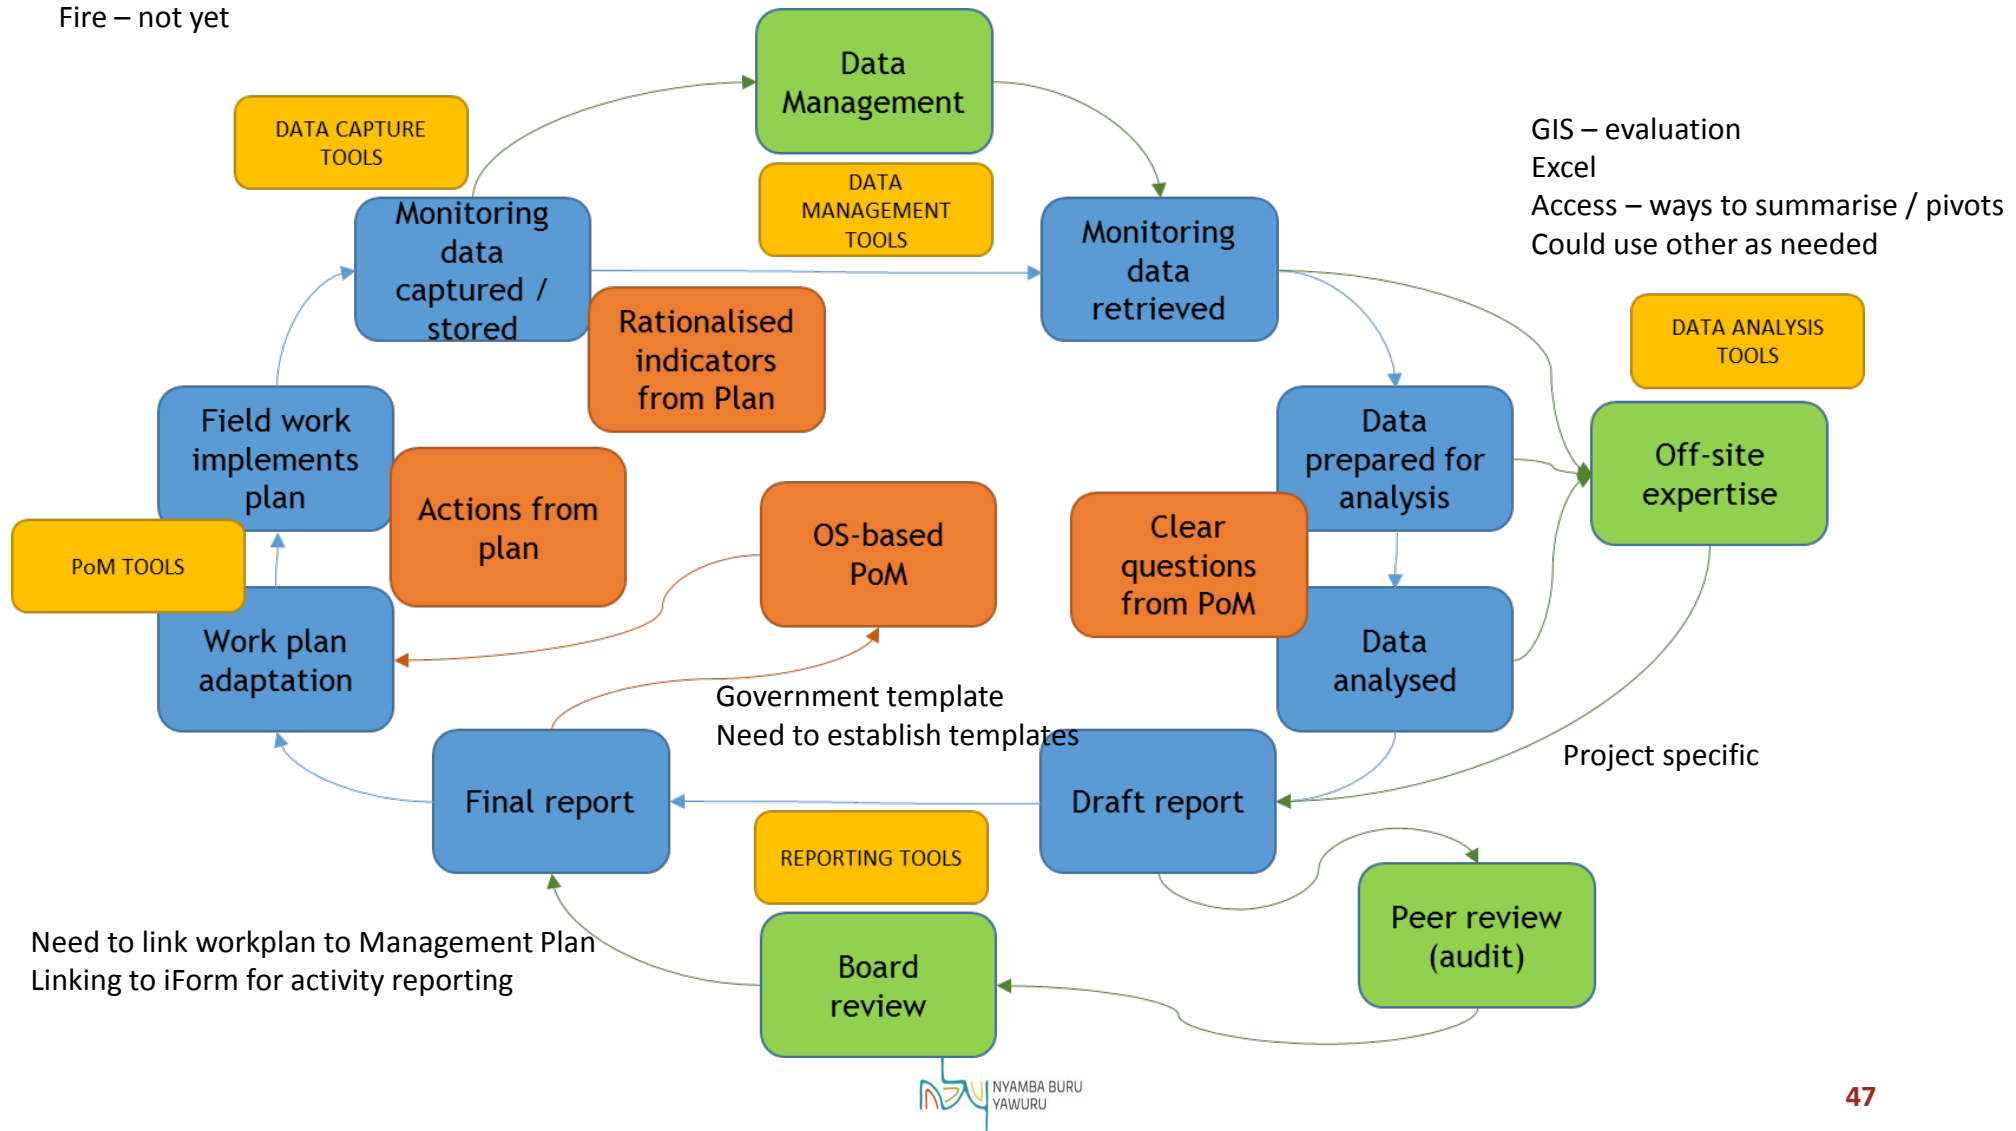 Fire – not yet
Data
Management
DATA CAPTURE
TOOLS
DATA
MANAGEMENT
TOOLS
GIS – evaluation
Excel
Access – ways to summarise / pivots
Could use other as needed
Monitoring
data
captured /
stored
Monitoring
data
retrieved
Rationalised
indicators
from Plan
DATA ANALYSIS
TOOLS
Field work
implements
plan
Data
prepared for
analysis
Off-site
expertise
Actions from
plan
OS-based
PoM
Clear
questions
from PoM
PoM TOOLS
Work plan
adaptation
Data
analysed
Government template
Need to establish templates
Project specific
Final report
Draft report
REPORTING TOOLS
Peer review
(audit)
Need to link workplan to Management Plan
Linking to iForm for activity reporting
Board
review
NYAMBA BURU
YAWURU
47